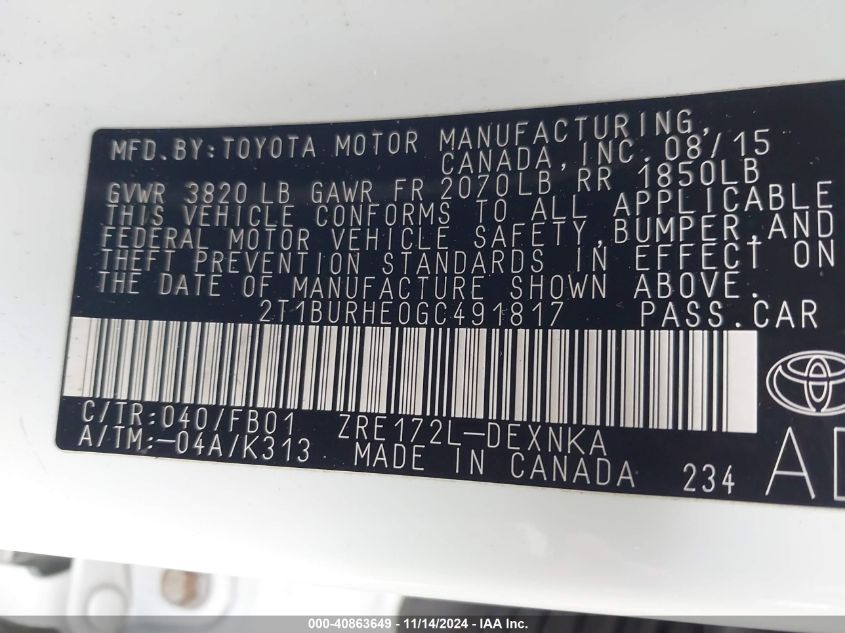 MFD.BY:TOYOTA MOTOR MANUFACTURING,
CANADA,INC.08/15
GVWR 3820 LB GAWR FR 2070LB RR 1850LB
THIS VEHICLE CONFORMS TO ALL APPLICABLE
FEDERAL MOTOR VEHICLE SAFETY,BUMPER,AND
THEFT PREVENTION STANDARDS IN EFFECT ON
THE DATE OF MANUFACTURE SHOWN ABOVE.
2T1BURHE0GC491817 PASS.CAR
C/TR:040/FB01 ZRE172L-DEXNKA
A/TM:-04A/K313 MADE IN CANADA 234
000-40863649 - 11/14/2024 - IAA Inc.